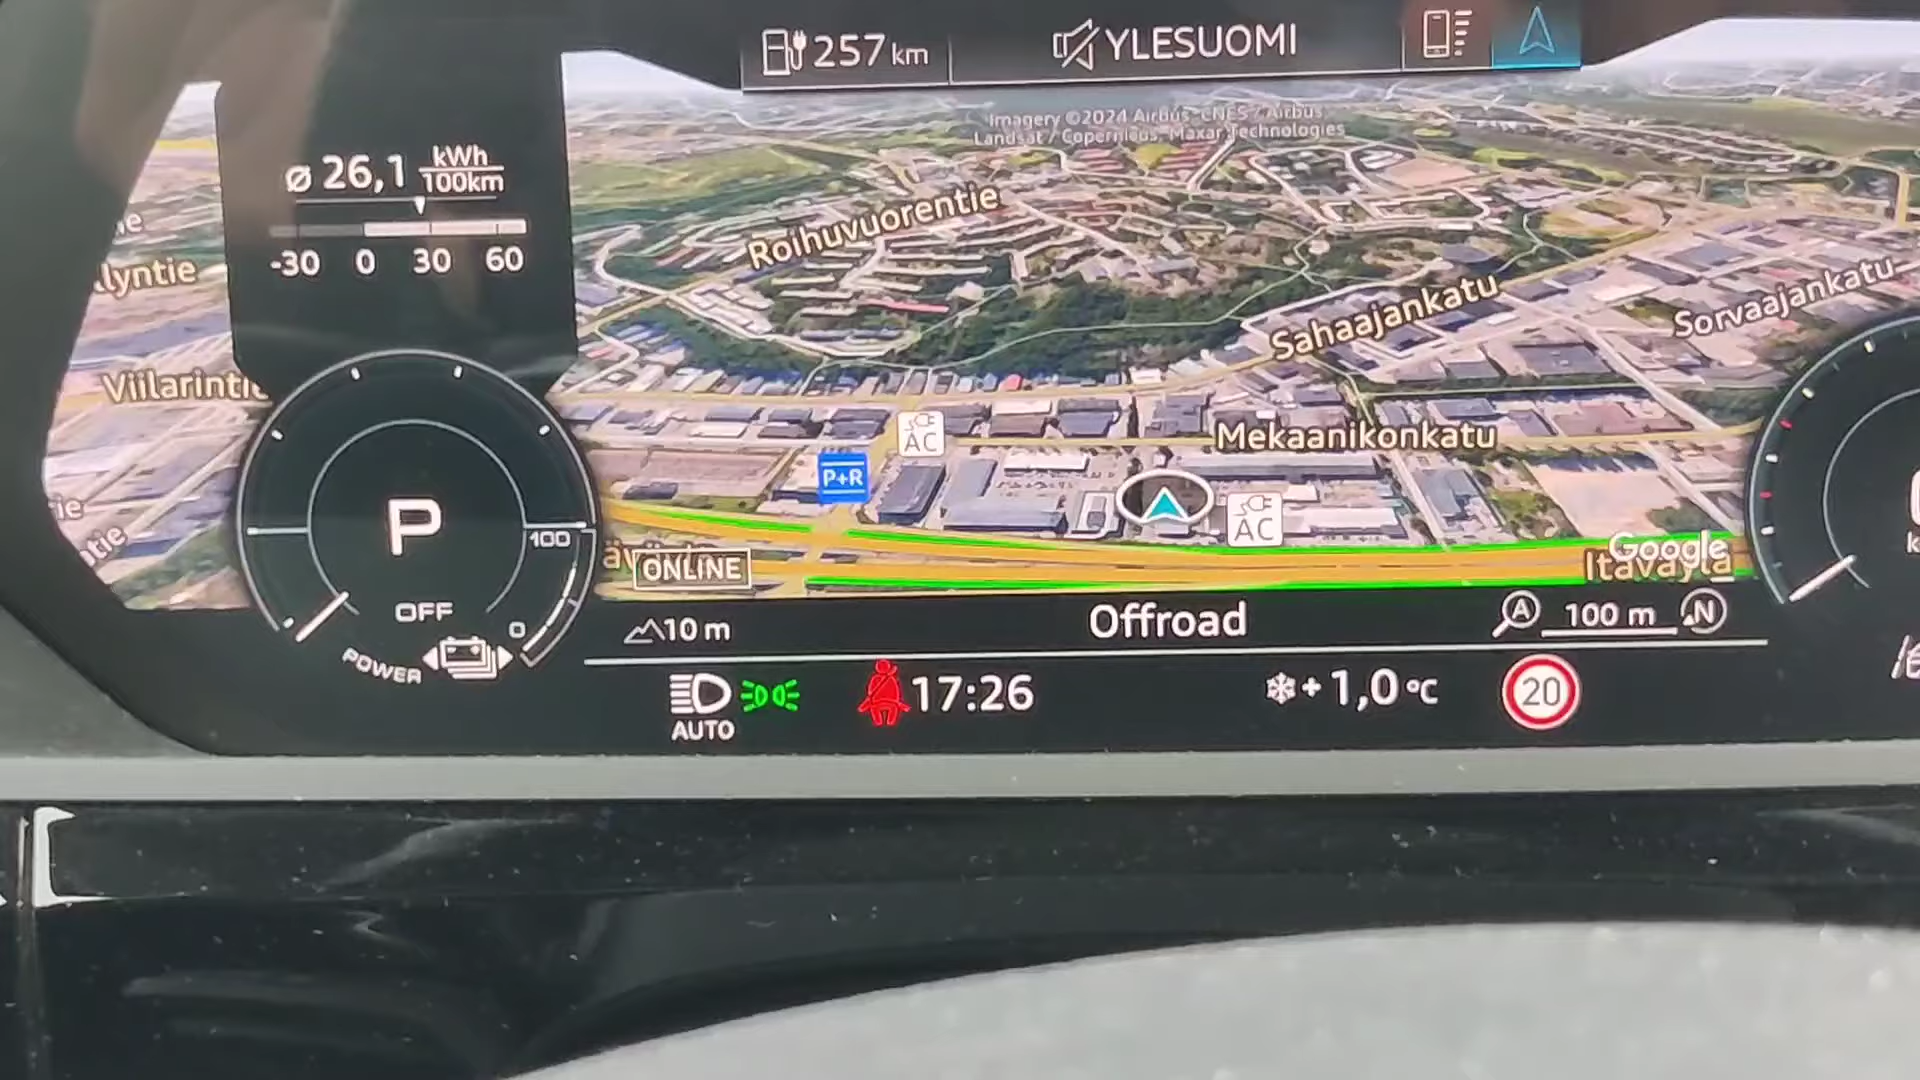 257 km
YLESUOMI
Imagery ©2024 Airbus, CNES / Airbus,
Landsat / Copernicus, Maxar Technologies
ø 26,1 kWh
100km
-30 0 30 60
Roihuvuorentie
Sahaajankatu
Sorvaajankatu
lyntie
Viilarintie
AC
Mekaanikonkatu
P+R
AC
P
100
OFF
0
POWER
ONLINE
Google
Itäväylä
10 m
Offroad
A
100 m
N
AUTO
17:26
+1,0 °C
20